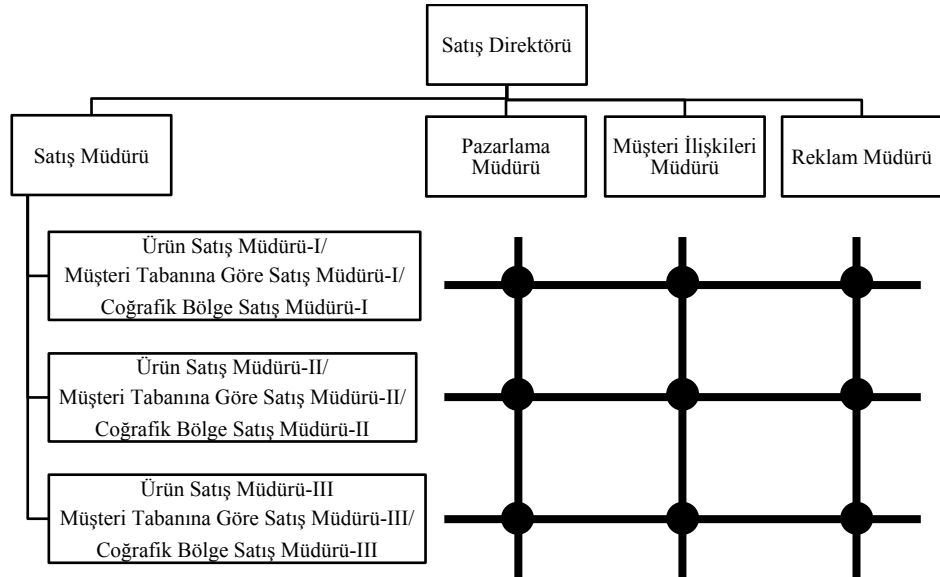 Satış Direktörü
Satış Müdürü
Pazarlama
Müdürü
Müşteri İlişkileri
Müdürü
Reklam Müdürü
Ürün Satış Müdürü-I/
Müşteri Tabanına Göre Satış Müdürü-I/
Coğrafik Bölge Satış Müdürü-I
Ürün Satış Müdürü-II/
Müşteri Tabanına Göre Satış Müdürü-II/
Coğrafik Bölge Satış Müdürü-II
Ürün Satış Müdürü-III
Müşteri Tabanına Göre Satış Müdürü-III/
Coğrafik Bölge Satış Müdürü-III